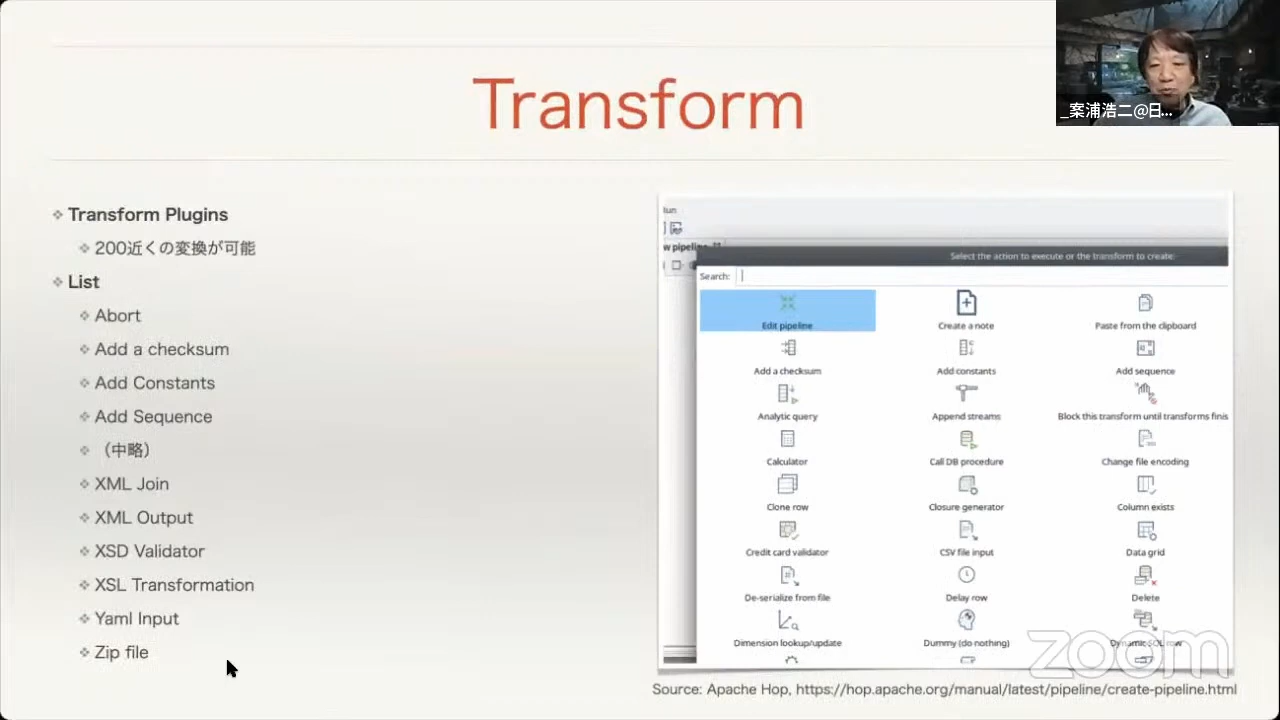 Transform
_案浦浩二@日...
Transform Plugins
200近くの変換が可能
List
Abort
Add a checksum
Add Constants
Add Sequence
（中略）
XML Join
XML Output
XSD Validator
XSL Transformation
Yaml Input
Zip file
w pipeline
Select the action to execute or the transform to create:
Search:
Edit pipeline
Create a note
Paste from the clipboard
Add a checksum
Add constants
Add sequence
Analytic query
Append streams
Block this transform until transforms finis
Calculator
Call DB procedure
Change file encoding
Clone row
Closure generator
Column exists
Credit card validator
CSV file input
Data grid
De-serialize from file
Delay row
Delete
Dimension lookup/update
Dummy (do nothing)
Dynamic SQL row
zoom
Source: Apache Hop, https://hop.apache.org/manual/latest/pipeline/create-pipeline.html